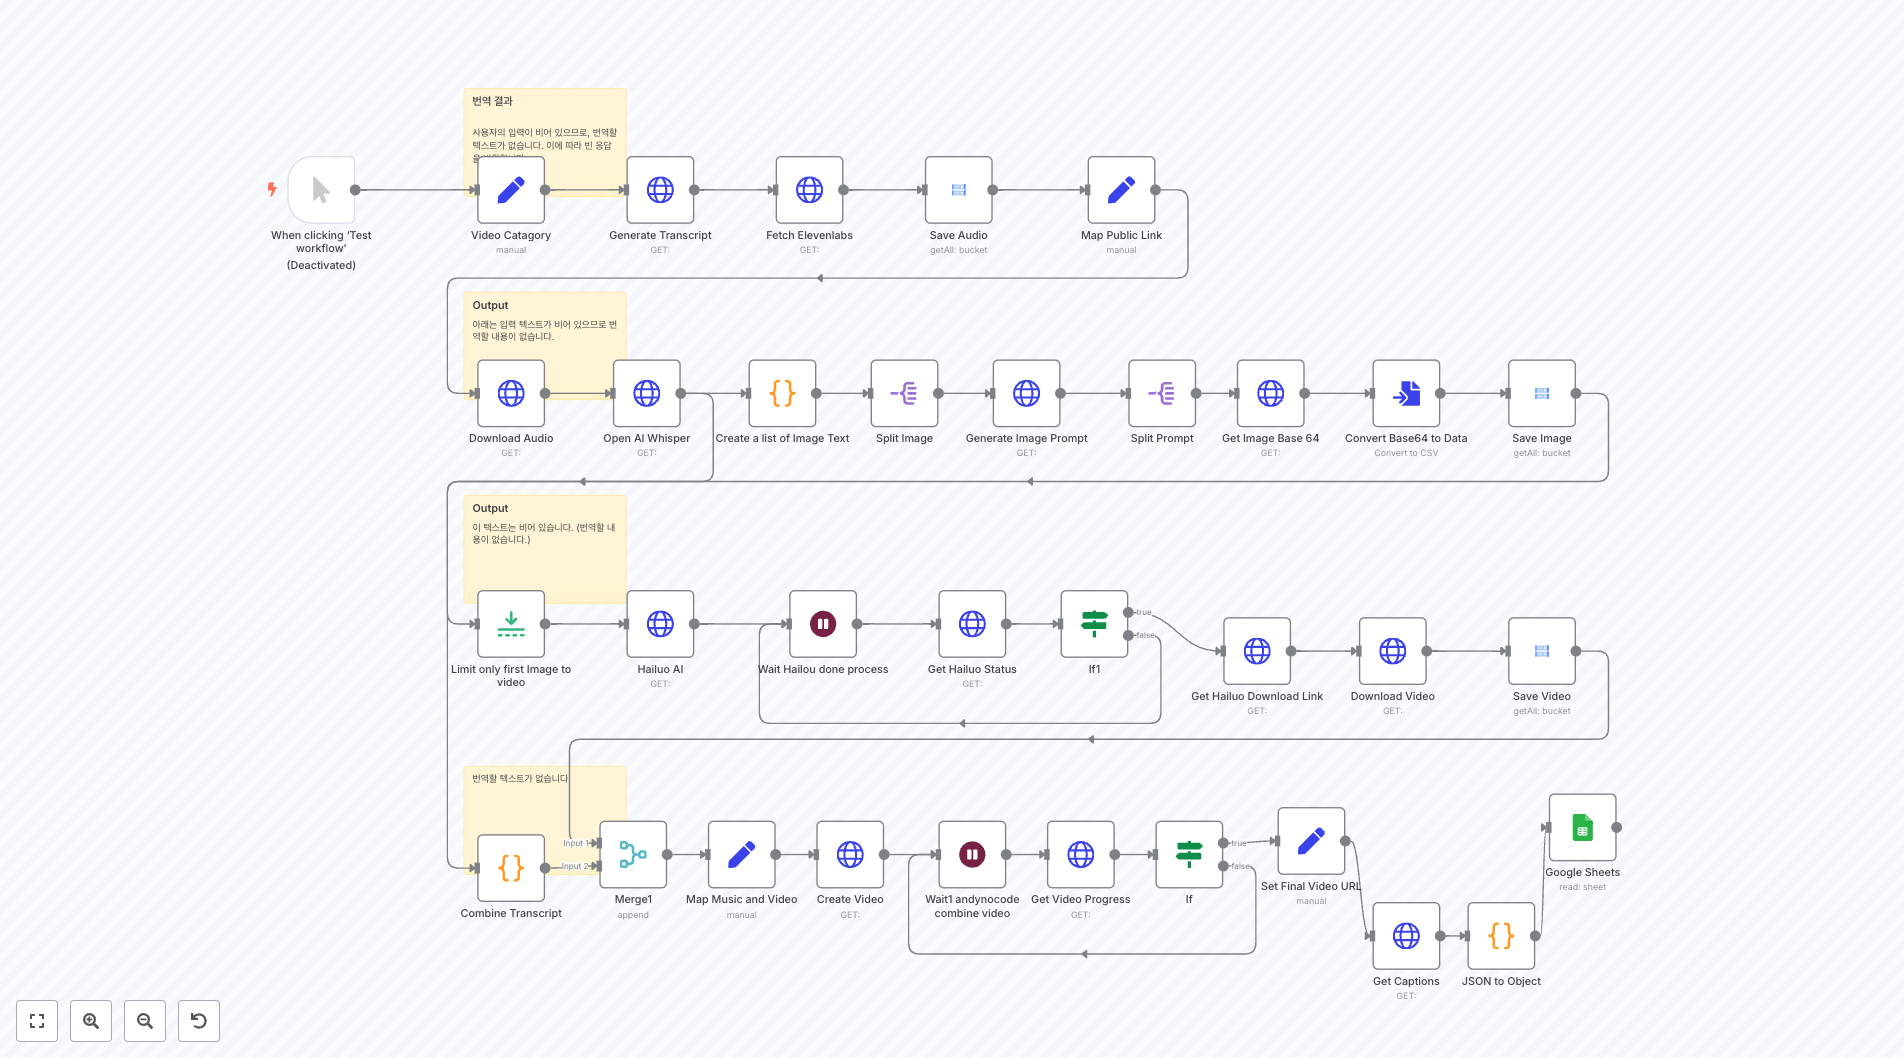 번역 결과
사용자의 입력이 비어 있으므로, 번역할
텍스트가 없습니다. 이에 따라 빈 응답
When clicking ‘Test
workflow’
(Deactivated)
Video Catagory
manual
Generate Transcript
GET:
Fetch Elevenlabs
GET:
Save Audio
getAll: bucket
Map Public Link
manual
Output
아래는 입력 텍스트가 비어 있으므로 번
역할 내용이 없습니다.
Download Audio
GET:
Open AI Whisper
GET:
Create a list of Image Text
Split Image
Generate Image Prompt
GET:
Split Prompt
Get Image Base 64
GET:
Convert Base64 to Data
Convert to CSV
Save Image
getAll: bucket
Output
이 텍스트는 비어 있습니다. (번역할 내
용이 없습니다.)
Limit only first Image to
video
Hailuo AI
GET:
Wait Hailou done process
Get Hailuo Status
GET:
true
false
If1
Get Hailuo Download Link
GET:
Download Video
GET:
Save Video
getAll: bucket
번역할 텍스트가 없습니다
Combine Transcript
Input 1
Input 2
Merge1
append
Map Music and Video
manual
Create Video
GET:
Wait1 andynocode
combine video
Get Video Progress
GET:
true
false
If
Set Final Video URL
manual
Get Captions
GET:
JSON to Object
Google Sheets
read: sheet